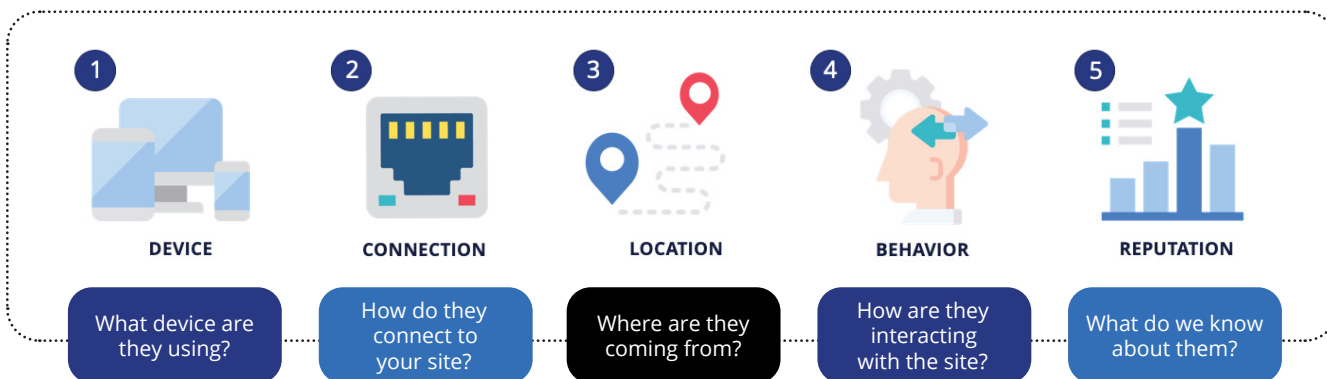 1
2
3
4
5
DEVICE
CONNECTION
LOCATION
BEHAVIOR
REPUTATION
What device are
they using?
How do they
connect to
your site?
Where are they
coming from?
How are they
interacting
with the site?
What do we know
about them?